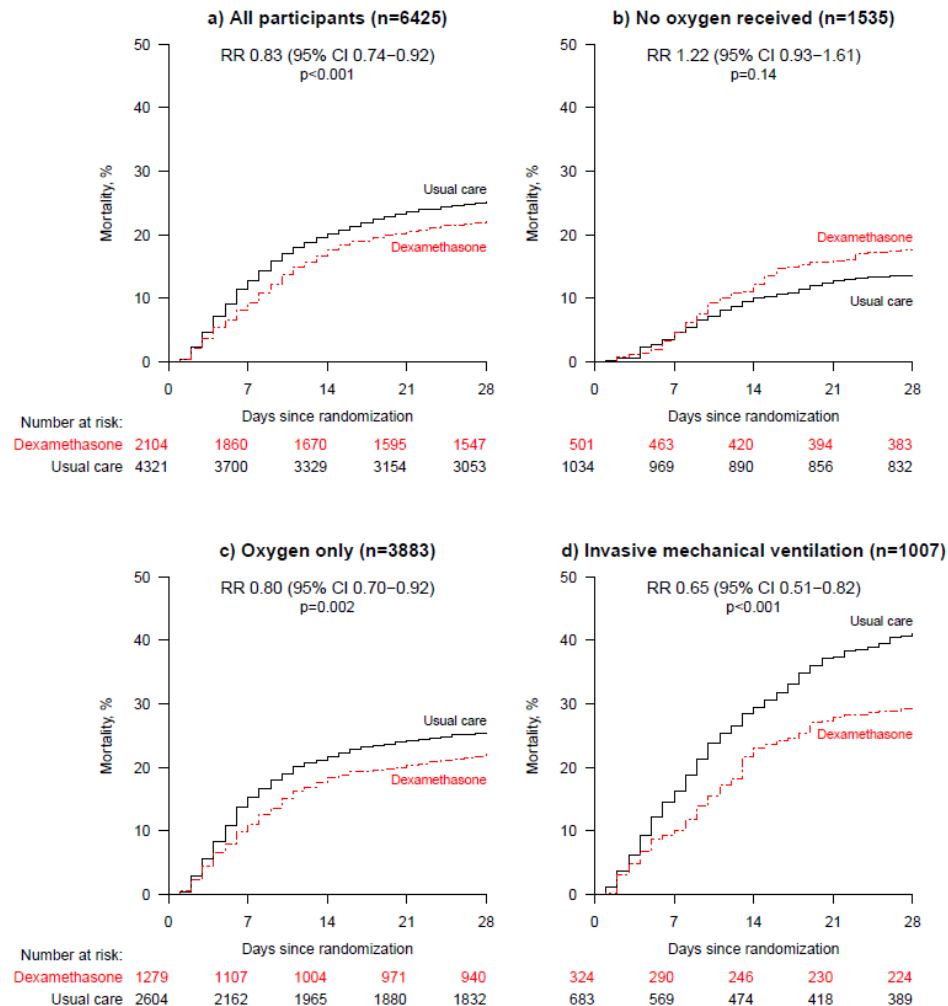 a) All participants (n=6425)
RR 0.83 (95% CI 0.74−0.92)
p<0.001
50
40
30
20
10
0
Mortality, %
Usual care
Dexamethasone
0 7 14 21 28
Days since randomization
Number at risk:
Dexamethasone 2104 1860 1670 1595 1547
Usual care 4321 3700 3329 3154 3053
b) No oxygen received (n=1535)
RR 1.22 (95% CI 0.93−1.61)
p=0.14
50
40
30
20
10
0
Mortality, %
Dexamethasone
Usual care
0 7 14 21 28
Days since randomization
501 463 420 394 383
1034 969 890 856 832
c) Oxygen only (n=3883)
RR 0.80 (95% CI 0.70−0.92)
p=0.002
50
40
30
20
10
0
Mortality, %
Usual care
Dexamethasone
0 7 14 21 28
Days since randomization
Number at risk:
Dexamethasone 1279 1107 1004 971 940
Usual care 2604 2162 1965 1880 1832
d) Invasive mechanical ventilation (n=1007)
RR 0.65 (95% CI 0.51−0.82)
p<0.001
50
40
30
20
10
0
Mortality, %
Usual care
Dexamethasone
0 7 14 21 28
Days since randomization
324 290 246 230 224
683 569 474 418 389